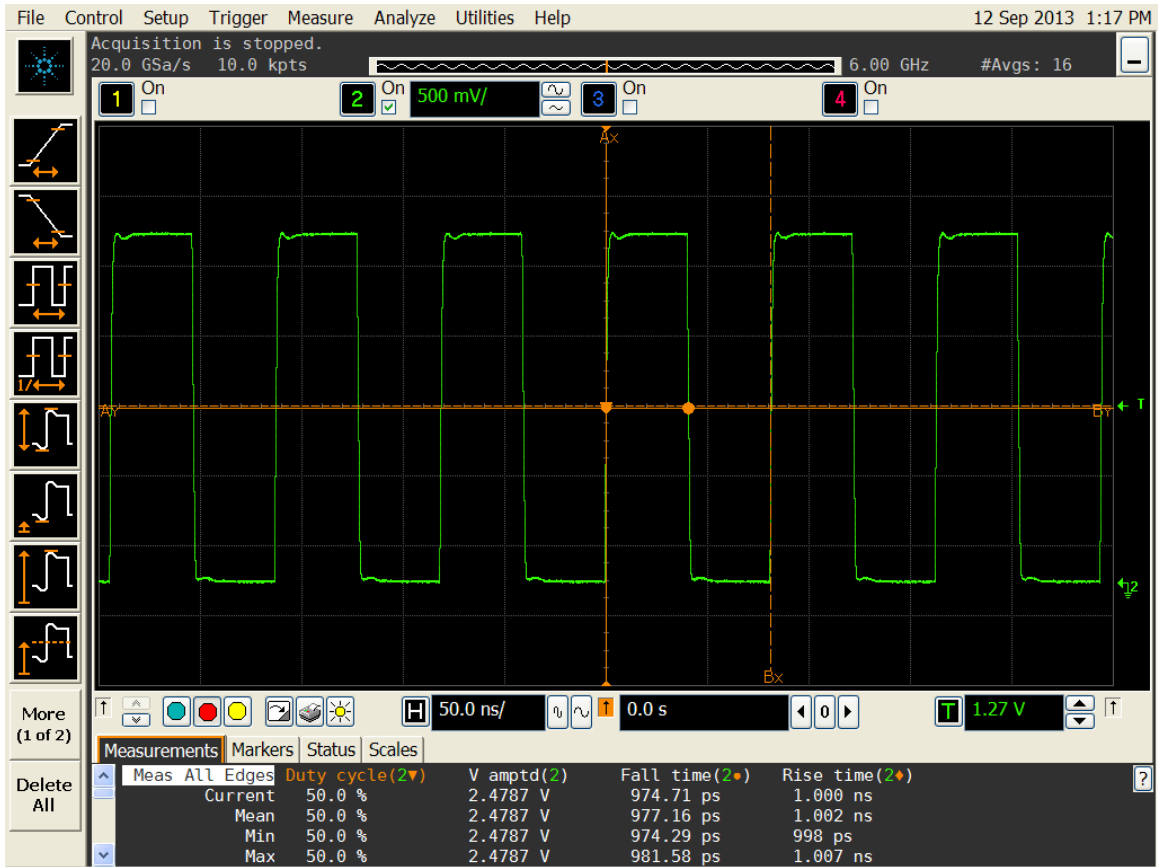 File Control Setup Trigger Measure Analyze Utilities Help 12 Sep 2013 1:17 PM
Acquisition is stopped.
20.0 GSa/s 10.0 kpts 6.00 GHz #Avgs: 16
1 On 2 On 500 mV/ 3 On 4 On
Ax
1/
AY BY T
2
Bx
More
(1 of 2)
Delete
All
H 50.0 ns/ 0.0 s 0 T 1.27 V
Measurements Markers Status Scales
Meas All Edges Duty cycle(2▼) V amptd(2) Fall time(2●) Rise time(2♦) ?
Current 50.0 % 2.4787 V 974.71 ps 1.000 ns
Mean 50.0 % 2.4787 V 977.16 ps 1.002 ns
Min 50.0 % 2.4787 V 974.29 ps 998 ps
Max 50.0 % 2.4787 V 981.58 ps 1.007 ns